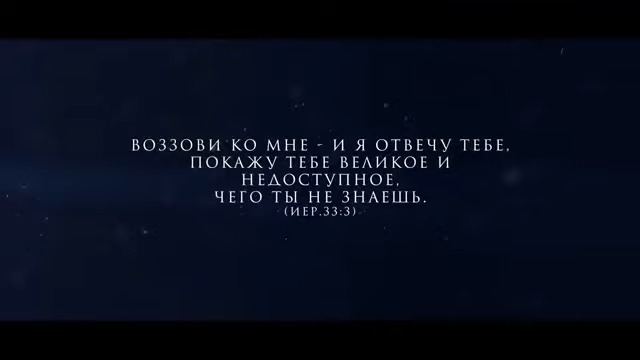 ВОЗЗОВИ КО МНЕ - И Я ОТВЕЧУ ТЕБЕ,
ПОКАЖУ ТЕБЕ ВЕЛИКОЕ И
НЕДОСТУПНОЕ,
ЧЕГО ТЫ НЕ ЗНАЕШЬ.
(ИЕР.33:3)